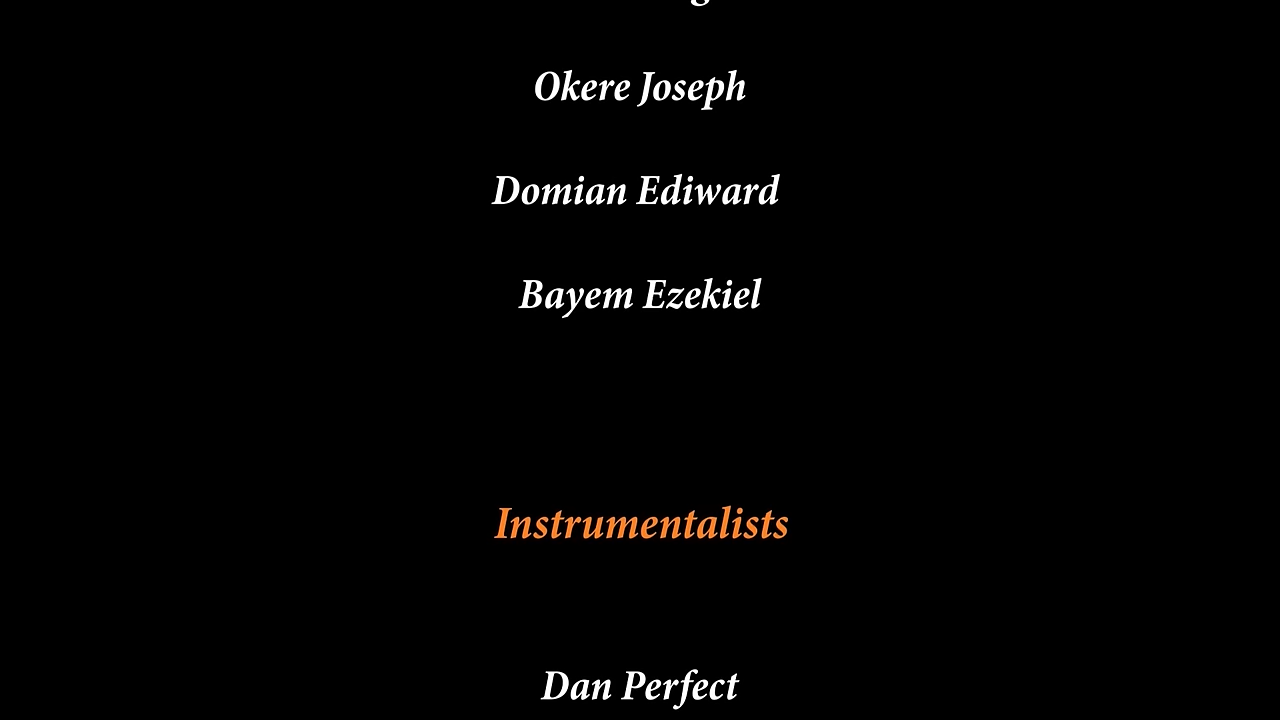 Okere Joseph
Domian Ediward
Bayem Ezekiel
Instrumentalists
Dan Perfect